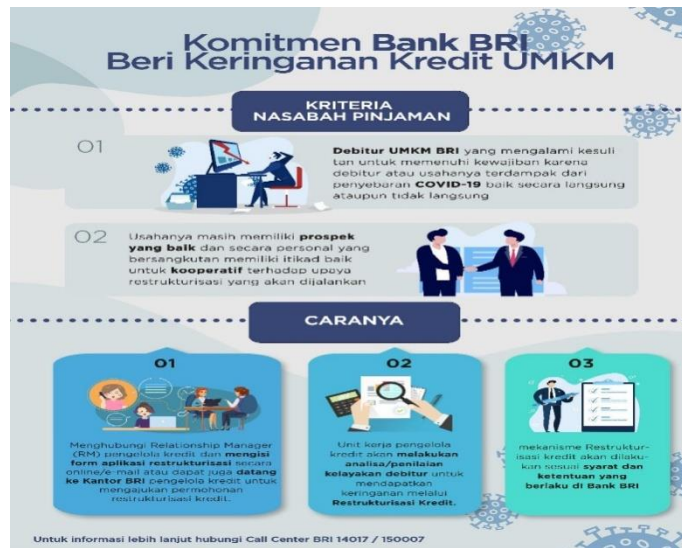 Komitmen Bank BRI
Beri Keringanan Kredit UMKM
KRITERIA
NASABAH PINJAMAN
01
Debitur UMKM BRI yang mengalami kesuli
tan untuk memenuhi kewajiban karena
debitur atau usahanya terdampak dari
penyebaran COVID-19 baik secara langsung
ataupun tidak langsung
02
Usahanya masih memiliki prospek
yang baik dan secara personal yang
bersangkutan memiliki itikad baik
untuk kooperatif terhadap upaya
restrukturisasi yang akan dijalankan
CARANYA
01
Menghubungi Relationship Manager
(RM) pengelola kredit dan mengisi
form aplikasi restrukturisasi secara
online/e-mail atau dapat juga datang
ke Kantor BRI pengelola kredit untuk
mengajukan permohonan
restrukturisasi kredit.
02
Unit kerja pengelola
kredit akan melakukan
analisa/penilaian
kelayakan debitur untuk
mendapatkan
keringanan melalui
Restrukturisasi Kredit.
03
mekanisme Restruktur-
isasi kredit akan dilaku-
kan sesuai syarat dan
ketentuan yang
berlaku di Bank BRI
Untuk informasi lebih lanjut hubungi Call Center BRI 14017 / 150007